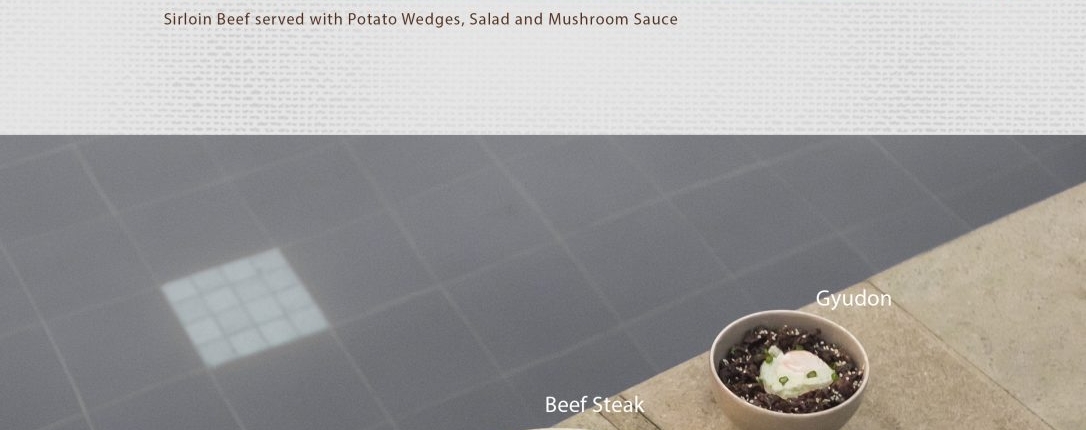 Sirloin Beef served with Potato Wedges, Salad and Mushroom Sauce
Gyudon
Beef Steak